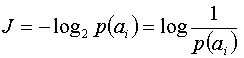 J = −log₂ p(aᵢ) = log 1/p(aᵢ)